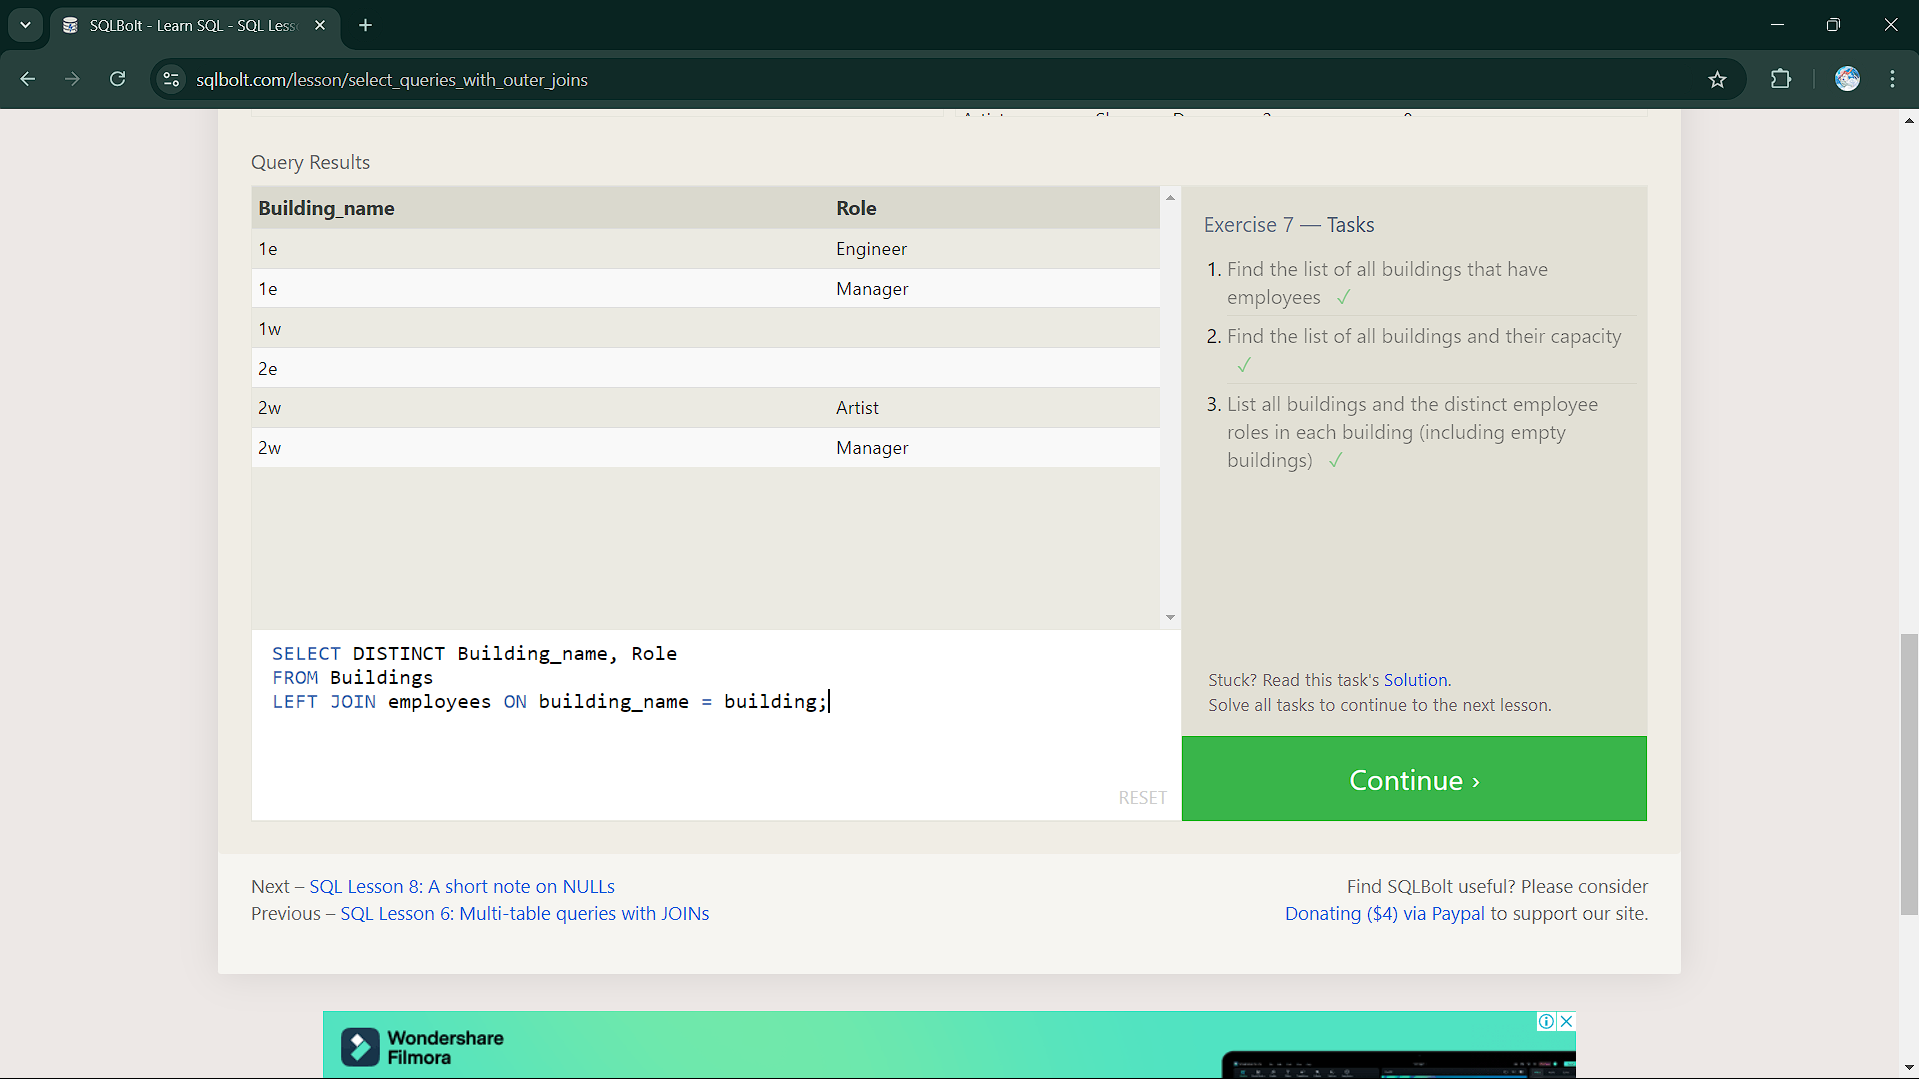 SQLBolt - Learn SQL - SQL Less
sqlbolt.com/lesson/select_queries_with_outer_joins
Query Results
Building_name Role
1e Engineer
1e Manager
1w
2e
2w Artist
2w Manager
SELECT DISTINCT Building_name, Role
FROM Buildings
LEFT JOIN employees ON building_name = building;
RESET
Exercise 7 — Tasks
1. Find the list of all buildings that have
employees ✓
2. Find the list of all buildings and their capacity
✓
3. List all buildings and the distinct employee
roles in each building (including empty
buildings) ✓
Stuck? Read this task's Solution.
Solve all tasks to continue to the next lesson.
Continue ›
Next – SQL Lesson 8: A short note on NULLs
Previous – SQL Lesson 6: Multi-table queries with JOINs
Find SQLBolt useful? Please consider
Donating ($4) via Paypal to support our site.
Wondershare
Filmora